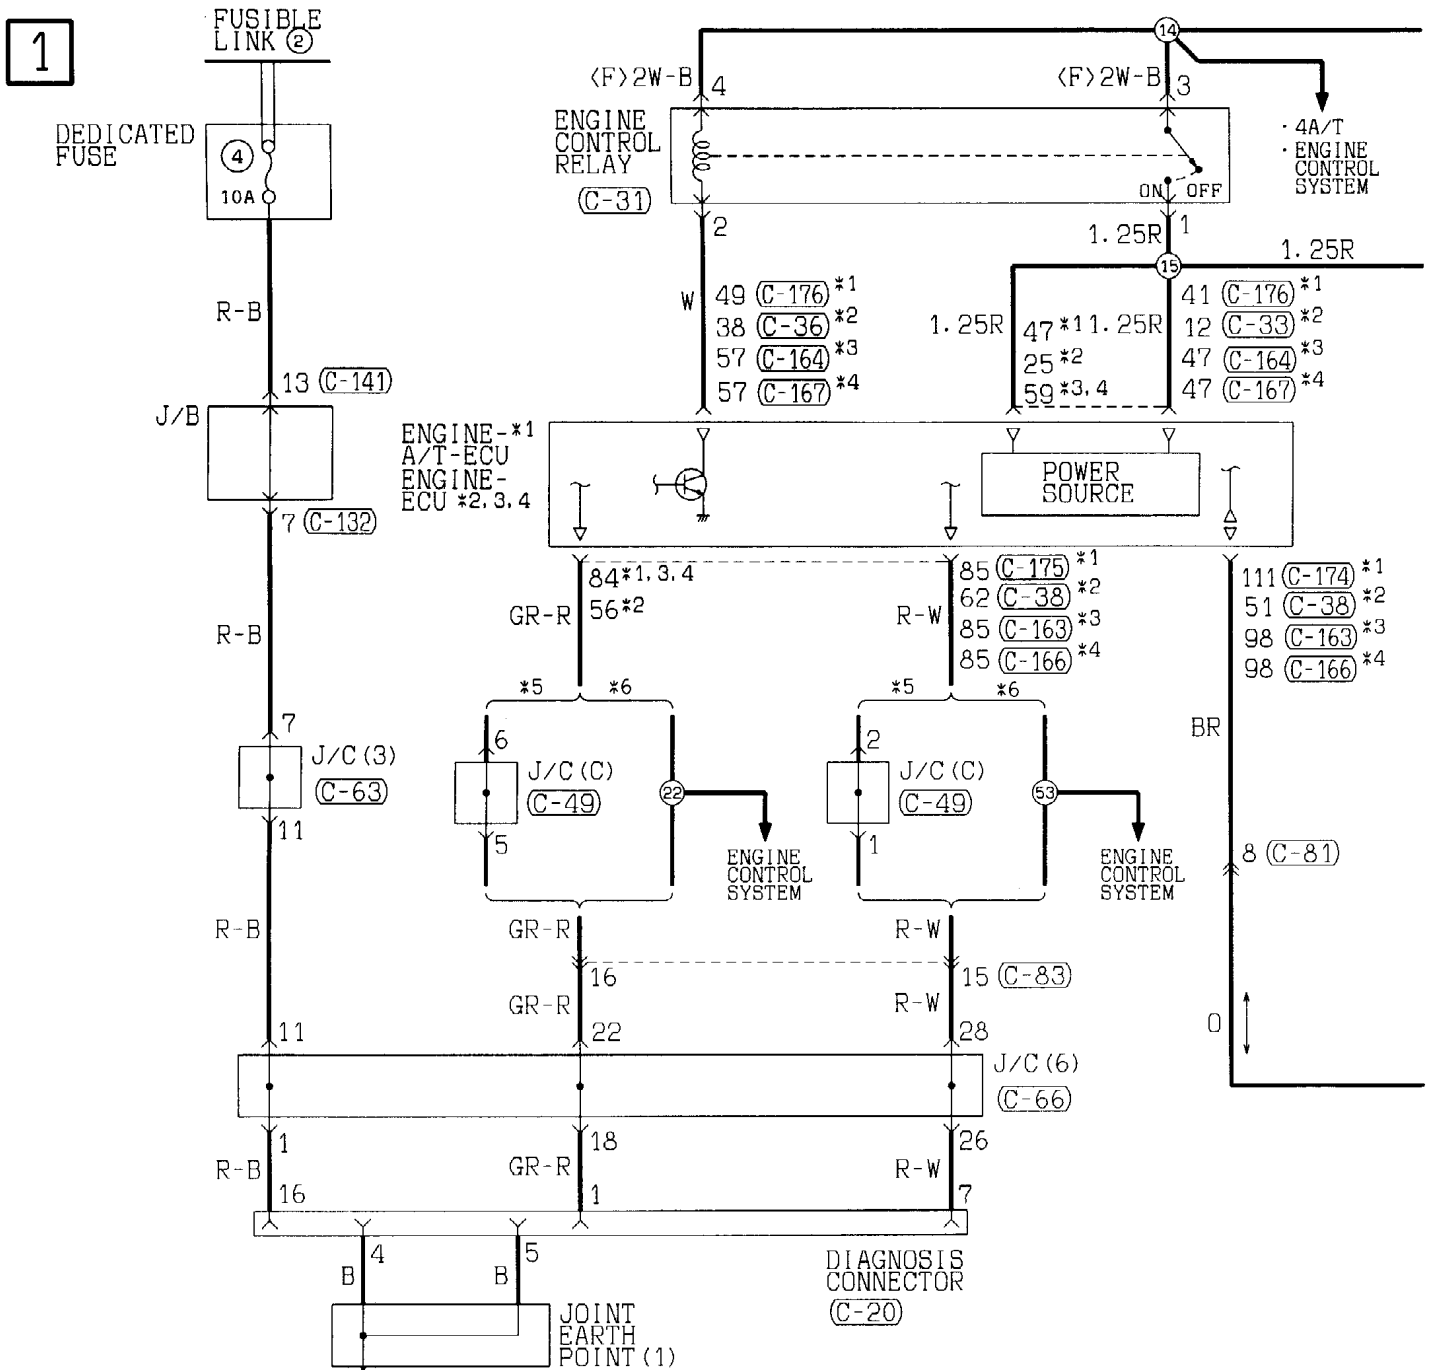 1
FUSIBLE
LINK ②
DEDICATED
FUSE
④
10A
R-B
13 (C-141)
J/B
7 (C-132)
R-B
7
J/C(3)
(C-63)
11
R-B
11
1
R-B
16
⑭
⟨F⟩2W-B 4
⟨F⟩2W-B 3
ENGINE
CONTROL
RELAY
(C-31)
ON OFF
· 4A/T
· ENGINE
CONTROL
SYSTEM
2
1
1.25R
⑮
1.25R
W
49 (C-176) *1
38 (C-36) *2
57 (C-164) *3
57 (C-167) *4
1.25R
47 *1
25 *2
59 *3,4
1.25R
41 (C-176) *1
12 (C-33) *2
47 (C-164) *3
47 (C-167) *4
ENGINE-*1
A/T-ECU
ENGINE-
ECU *2,3,4
POWER
SOURCE
84 *1,3,4
56 *2
GR-R
85 (C-175) *1
62 (C-38) *2
85 (C-163) *3
85 (C-166) *4
R-W
111 (C-174) *1
51 (C-38) *2
98 (C-163) *3
98 (C-166) *4
*5 *6
*5 *6
BR
6
J/C(C)
(C-49)
5
㉒
ENGINE
CONTROL
SYSTEM
2
J/C(C)
(C-49)
1
53
ENGINE
CONTROL
SYSTEM
8 (C-81)
GR-R
R-W
16
15 (C-83)
GR-R
R-W
22
28
O
J/C(6)
(C-66)
18
26
GR-R
R-W
1
7
4
5
B
B
DIAGNOSIS
CONNECTOR
(C-20)
JOINT
EARTH
POINT(1)